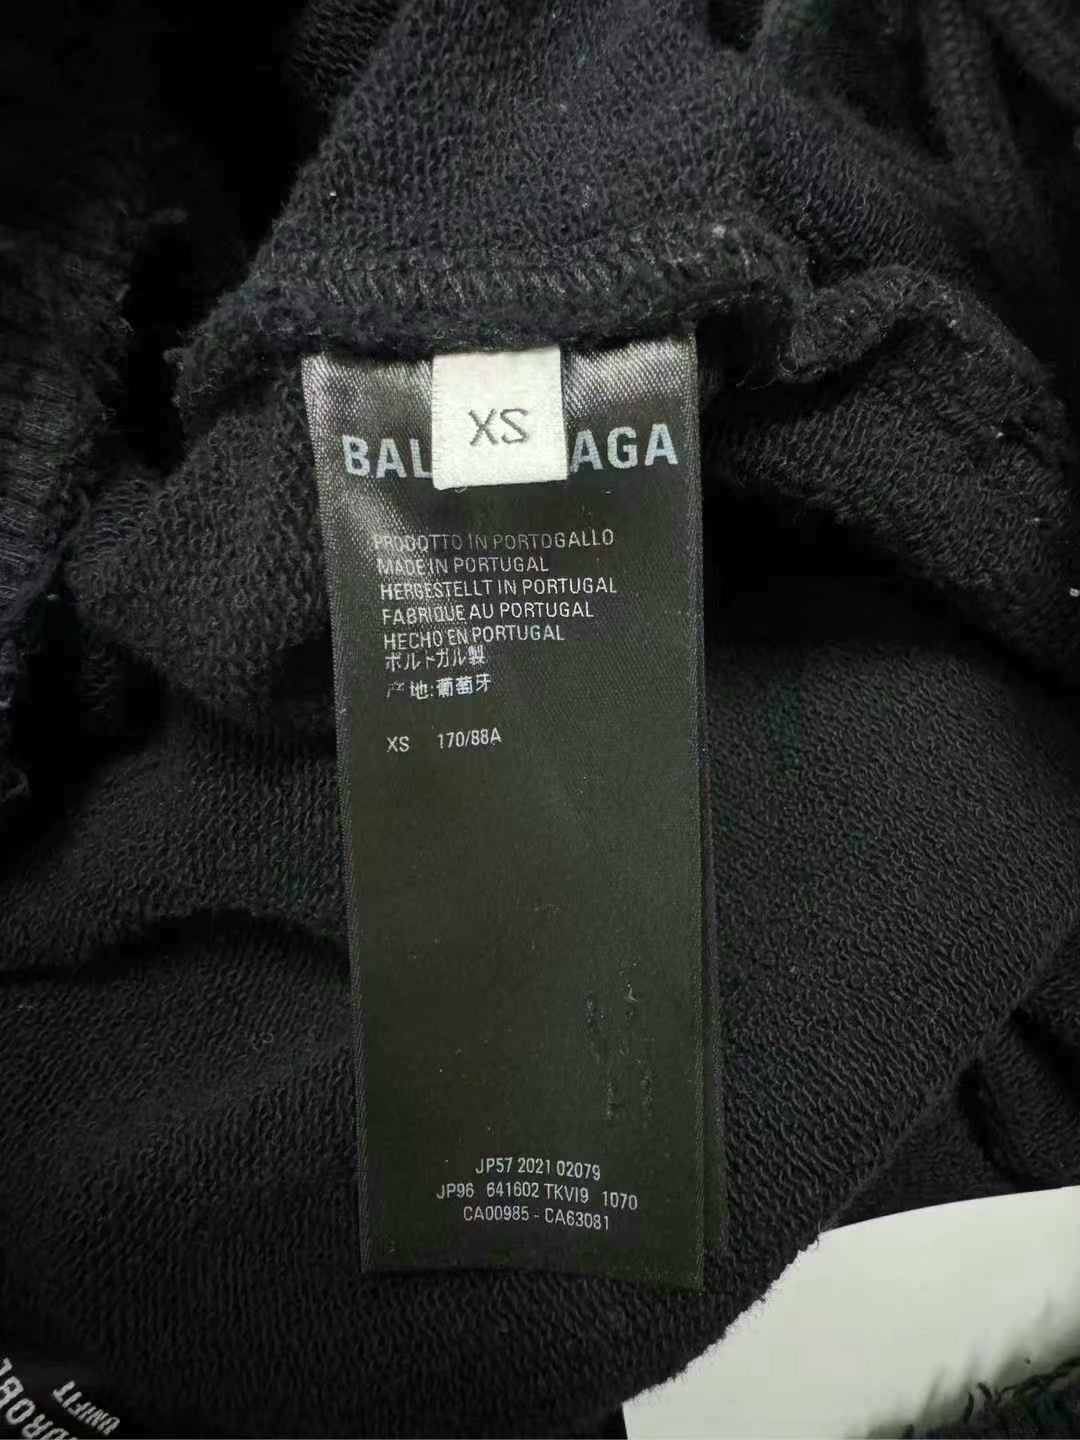 XS
BAL AGA
PRODOTTO IN PORTOGALLO
MADE IN PORTUGAL
HERGESTELLT IN PORTUGAL
FABRIQUE AU PORTUGAL
HECHO EN PORTUGAL
ポルトガル製
产地:葡萄牙
XS 170/88A
JP57 2021 02079
JP96 641602 TKVI9 1070
CA00985 - CA63081
UNIFIT